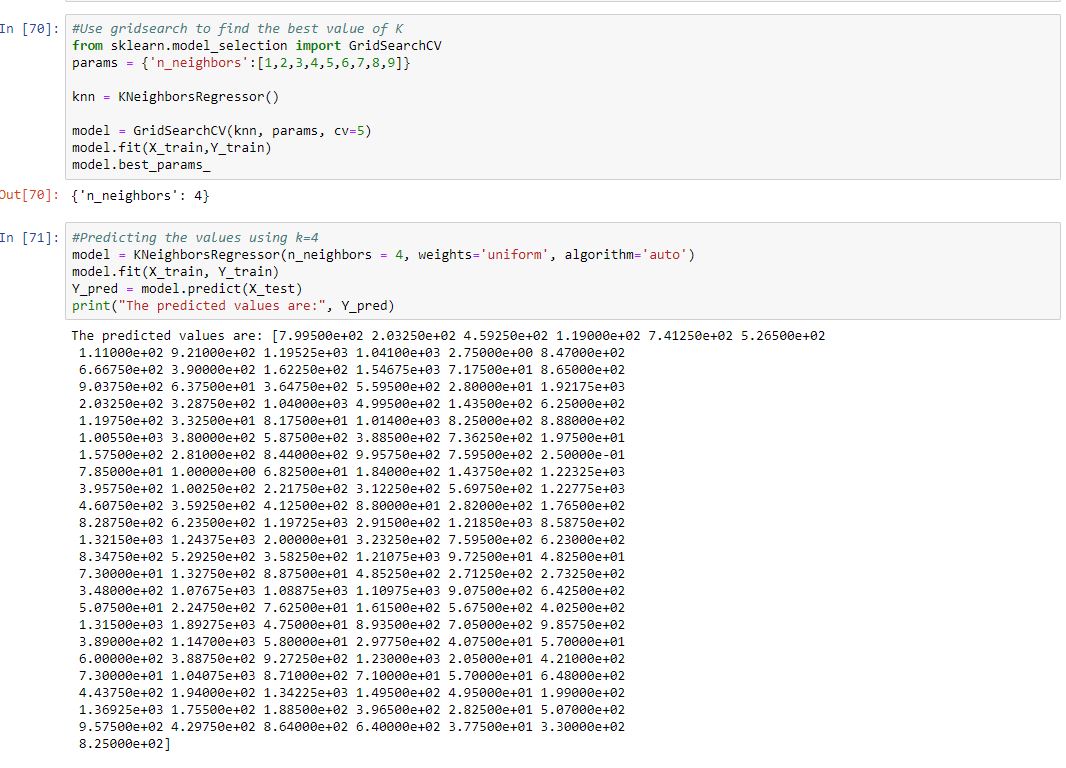 In [70]: #Use gridsearch to find the best value of K
from sklearn.model_selection import GridSearchCV
params = {'n_neighbors':[1,2,3,4,5,6,7,8,9]}
knn = KNeighborsRegressor()
model = GridSearchCV(knn, params, cv=5)
model.fit(X_train,Y_train)
model.best_params_
Out[70]: {'n_neighbors': 4}
In [71]: #Predicting the values using k=4
model = KNeighborsRegressor(n_neighbors = 4, weights='uniform', algorithm='auto')
model.fit(X_train, Y_train)
Y_pred = model.predict(X_test)
print("The predicted values are:", Y_pred)
The predicted values are: [7.99500e+02 2.03250e+02 4.59250e+02 1.19000e+02 7.41250e+02 5.26500e+02
1.11000e+02 9.21000e+02 1.19525e+03 1.04100e+03 2.75000e+00 8.47000e+02
6.66750e+02 3.90000e+02 1.62250e+02 1.54675e+03 7.17500e+01 8.65000e+02
9.03750e+02 6.37500e+01 3.64750e+02 5.59500e+02 2.80000e+01 1.92175e+03
2.03250e+02 3.28750e+02 1.04000e+03 4.99500e+02 1.43500e+02 6.25000e+02
1.19750e+02 3.32500e+01 8.17500e+01 1.01400e+03 8.25000e+02 8.88000e+02
1.00550e+03 3.80000e+02 5.87500e+02 3.88500e+02 7.36250e+02 1.97500e+01
1.57500e+02 2.81000e+02 8.44000e+02 9.95750e+02 7.59500e+02 2.50000e-01
7.85000e+01 1.00000e+00 6.82500e+01 1.84000e+02 1.43750e+02 1.22325e+03
3.95750e+02 1.00250e+02 2.21750e+02 3.12250e+02 5.69750e+02 1.22775e+03
4.60750e+02 3.59250e+02 4.12500e+02 8.80000e+01 2.82000e+02 1.76500e+02
8.28750e+02 6.23500e+02 1.19725e+03 2.91500e+02 1.21850e+03 8.58750e+02
1.32150e+03 1.24375e+03 2.00000e+01 3.23250e+02 7.59500e+02 6.23000e+02
8.34750e+02 5.29250e+02 3.58250e+02 1.21075e+03 9.72500e+01 4.82500e+01
7.30000e+01 1.32750e+02 8.87500e+01 4.85250e+02 2.71250e+02 2.73250e+02
3.48000e+02 1.07675e+03 1.08875e+03 1.10975e+03 9.07500e+02 6.42500e+02
5.07500e+01 2.24750e+02 7.62500e+01 1.61500e+02 5.67500e+02 4.02500e+02
1.31500e+03 1.89275e+03 4.75000e+01 8.93500e+02 7.05000e+02 9.85750e+02
3.89000e+02 1.14700e+03 5.80000e+01 2.97750e+02 4.07500e+01 5.70000e+01
6.00000e+02 3.88750e+02 9.27250e+02 1.23000e+03 2.05000e+01 4.21000e+02
7.30000e+01 1.04075e+03 8.71000e+02 7.10000e+01 5.70000e+01 6.48000e+02
4.43750e+02 1.94000e+02 1.34225e+03 1.49500e+02 4.95000e+01 1.99000e+02
1.36925e+03 1.75500e+02 1.88500e+02 3.96500e+02 2.82500e+01 5.07000e+02
9.57500e+02 4.29750e+02 8.64000e+02 6.40000e+02 3.77500e+01 3.30000e+02
8.25000e+02]